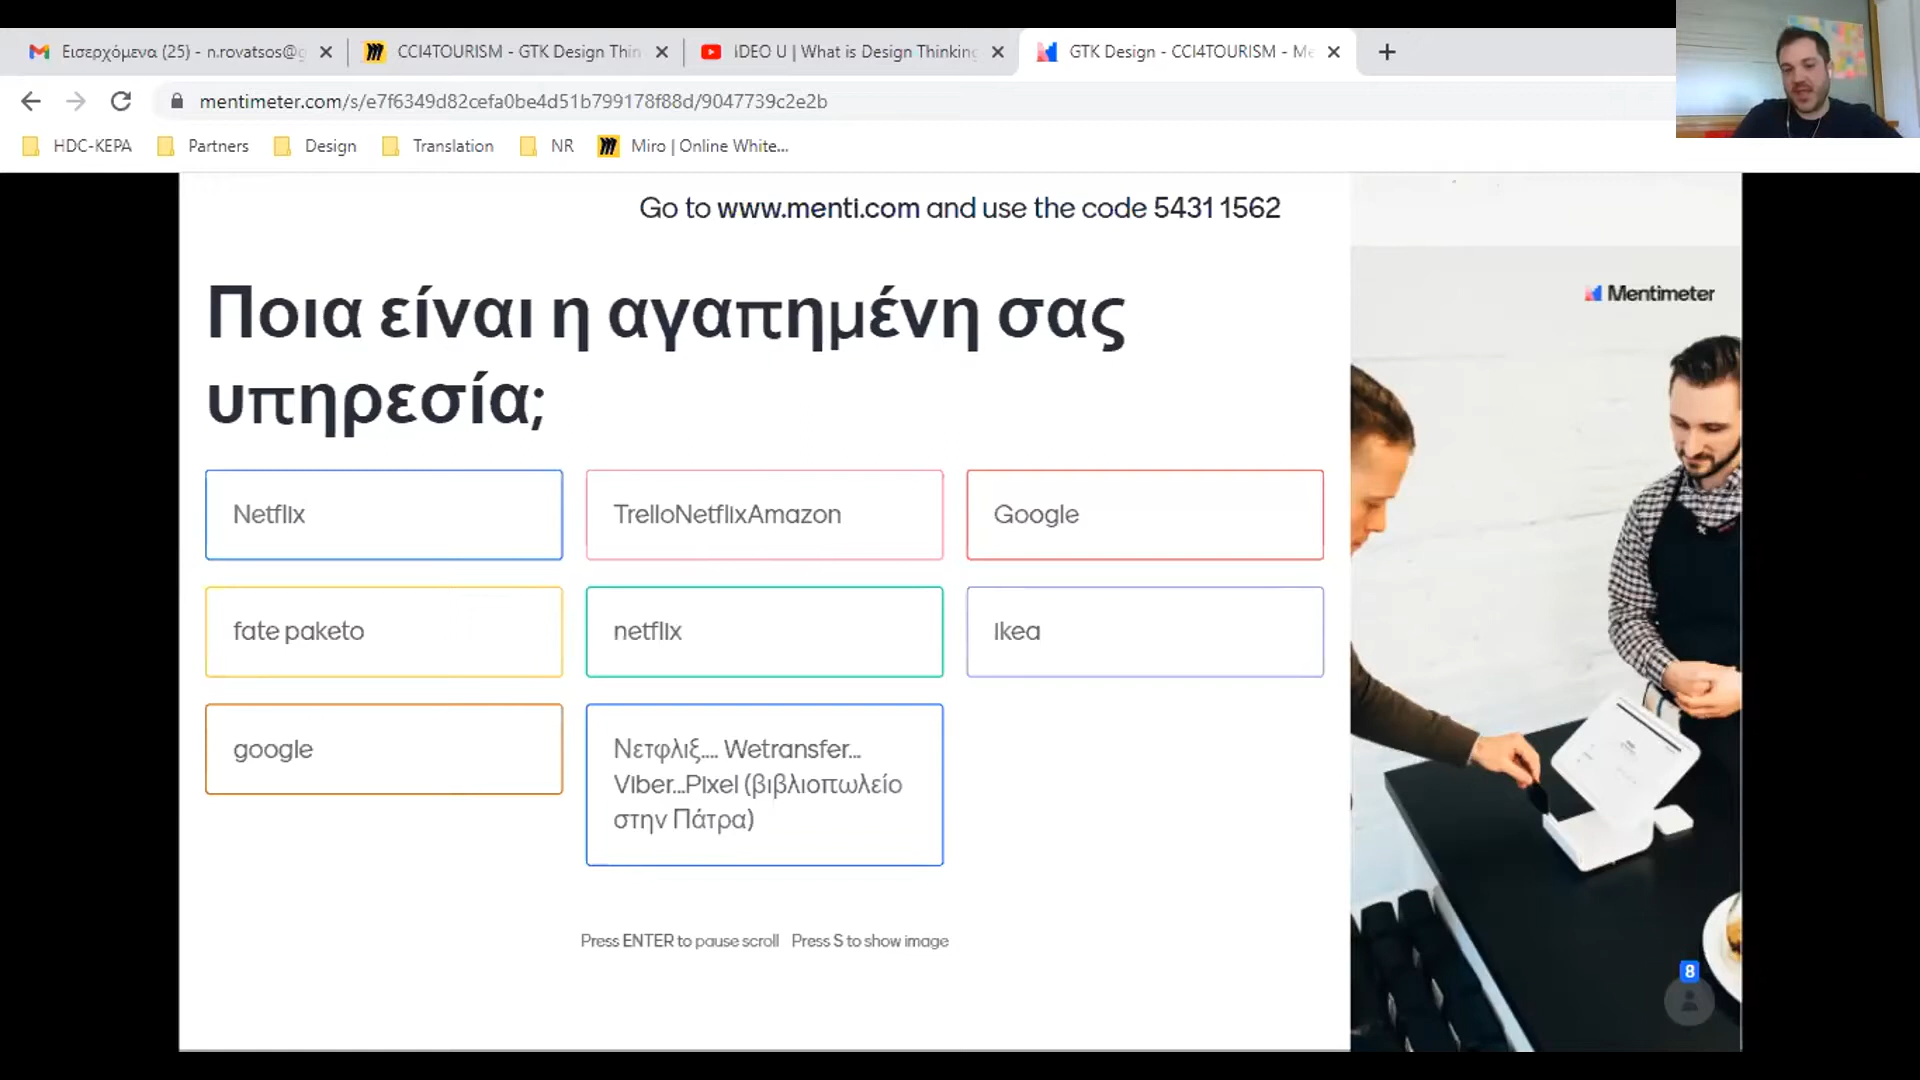 Εισερχόμενα (25) - n.rovatsos@g
CCI4TOURISM - GTK Design Thin
IDEO U | What is Design Thinking
GTK Design - CCI4TOURISM - Me
mentimeter.com/s/e7f6349d82cefa0be4d51b799178f88d/9047739c2e2b
HDC-KEPA
Partners
Design
Translation
NR
Miro | Online White...
Go to www.menti.com and use the code 5431 1562
Mentimeter
Ποια είναι η αγαπημένη σας
υπηρεσία;
Netflix
TrelloNetflixAmazon
Google
fate paketo
netflix
Ikea
google
Νετφλιξ.... Wetransfer...
Viber...Pixel (βιβλιοπωλείο
στην Πάτρα)
Press ENTER to pause scroll Press S to show image
8